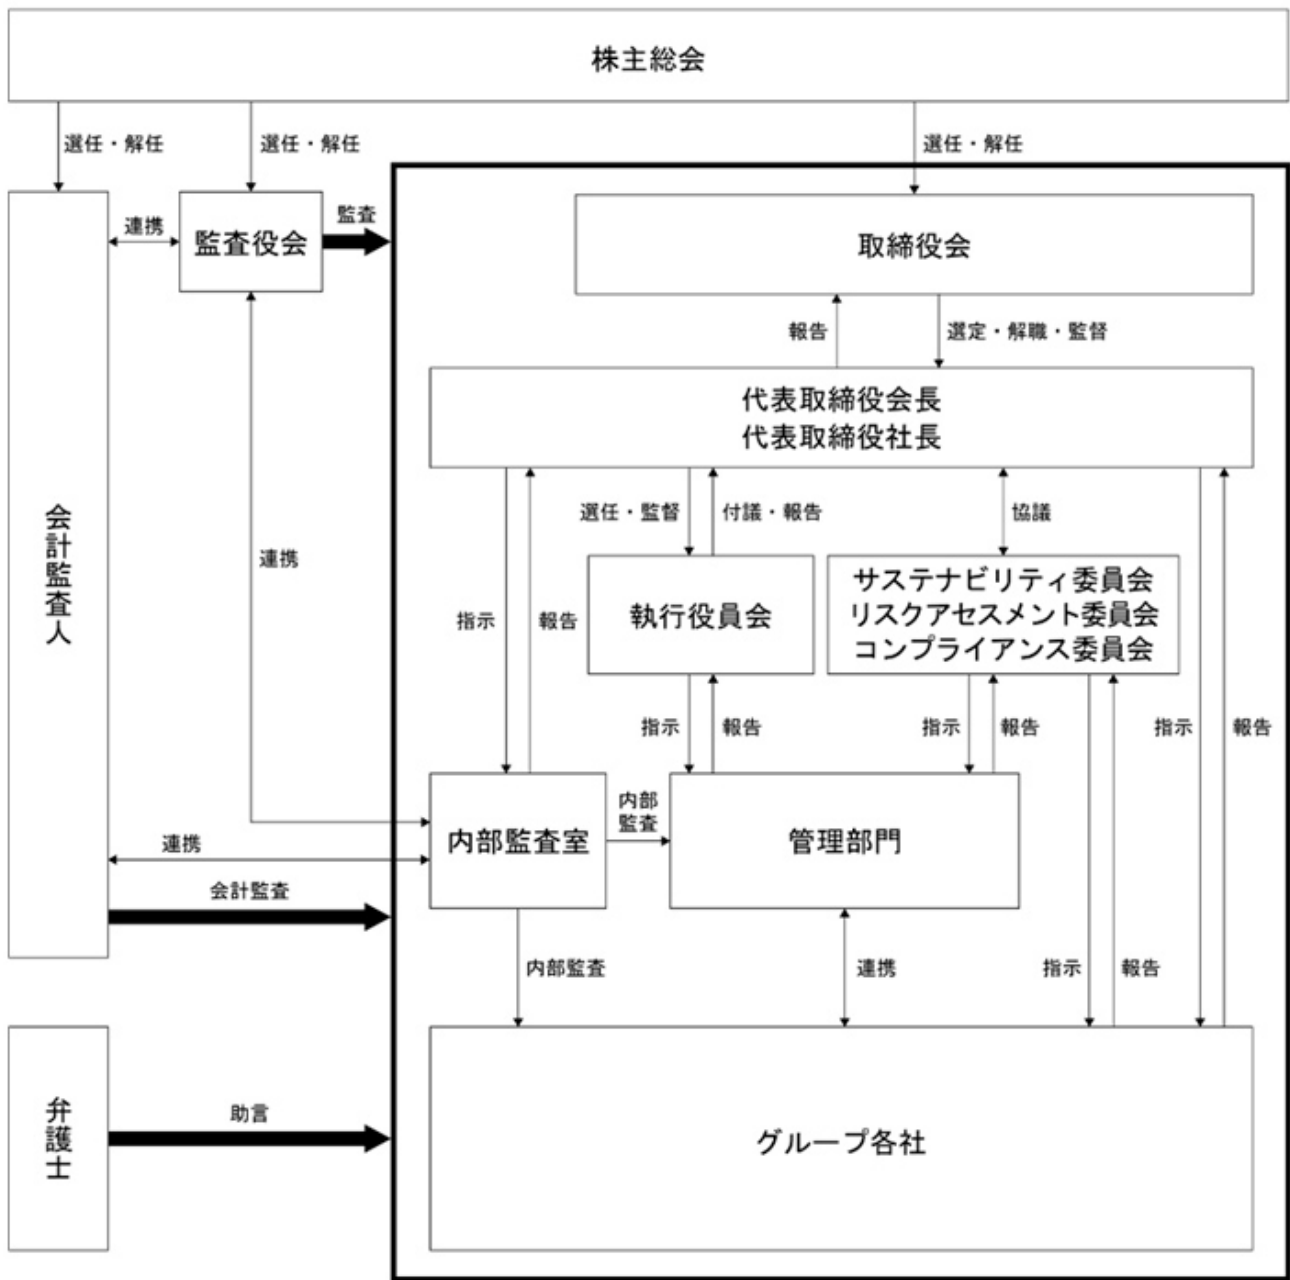 株主総会
選任・解任
選任・解任
選任・解任
連携
監査役会
監査
取締役会
報告
選定・解職・監督
代表取締役会長
代表取締役社長
会計監査人
連携
指示
報告
選任・監督
付議・報告
協議
執行役員会
サステナビリティ委員会
リスクアセスメント委員会
コンプライアンス委員会
指示
報告
指示
報告
指示
報告
連携
会計監査
内部監査室
内部
監査
管理部門
内部監査
連携
指示
報告
弁護士
助言
グループ各社